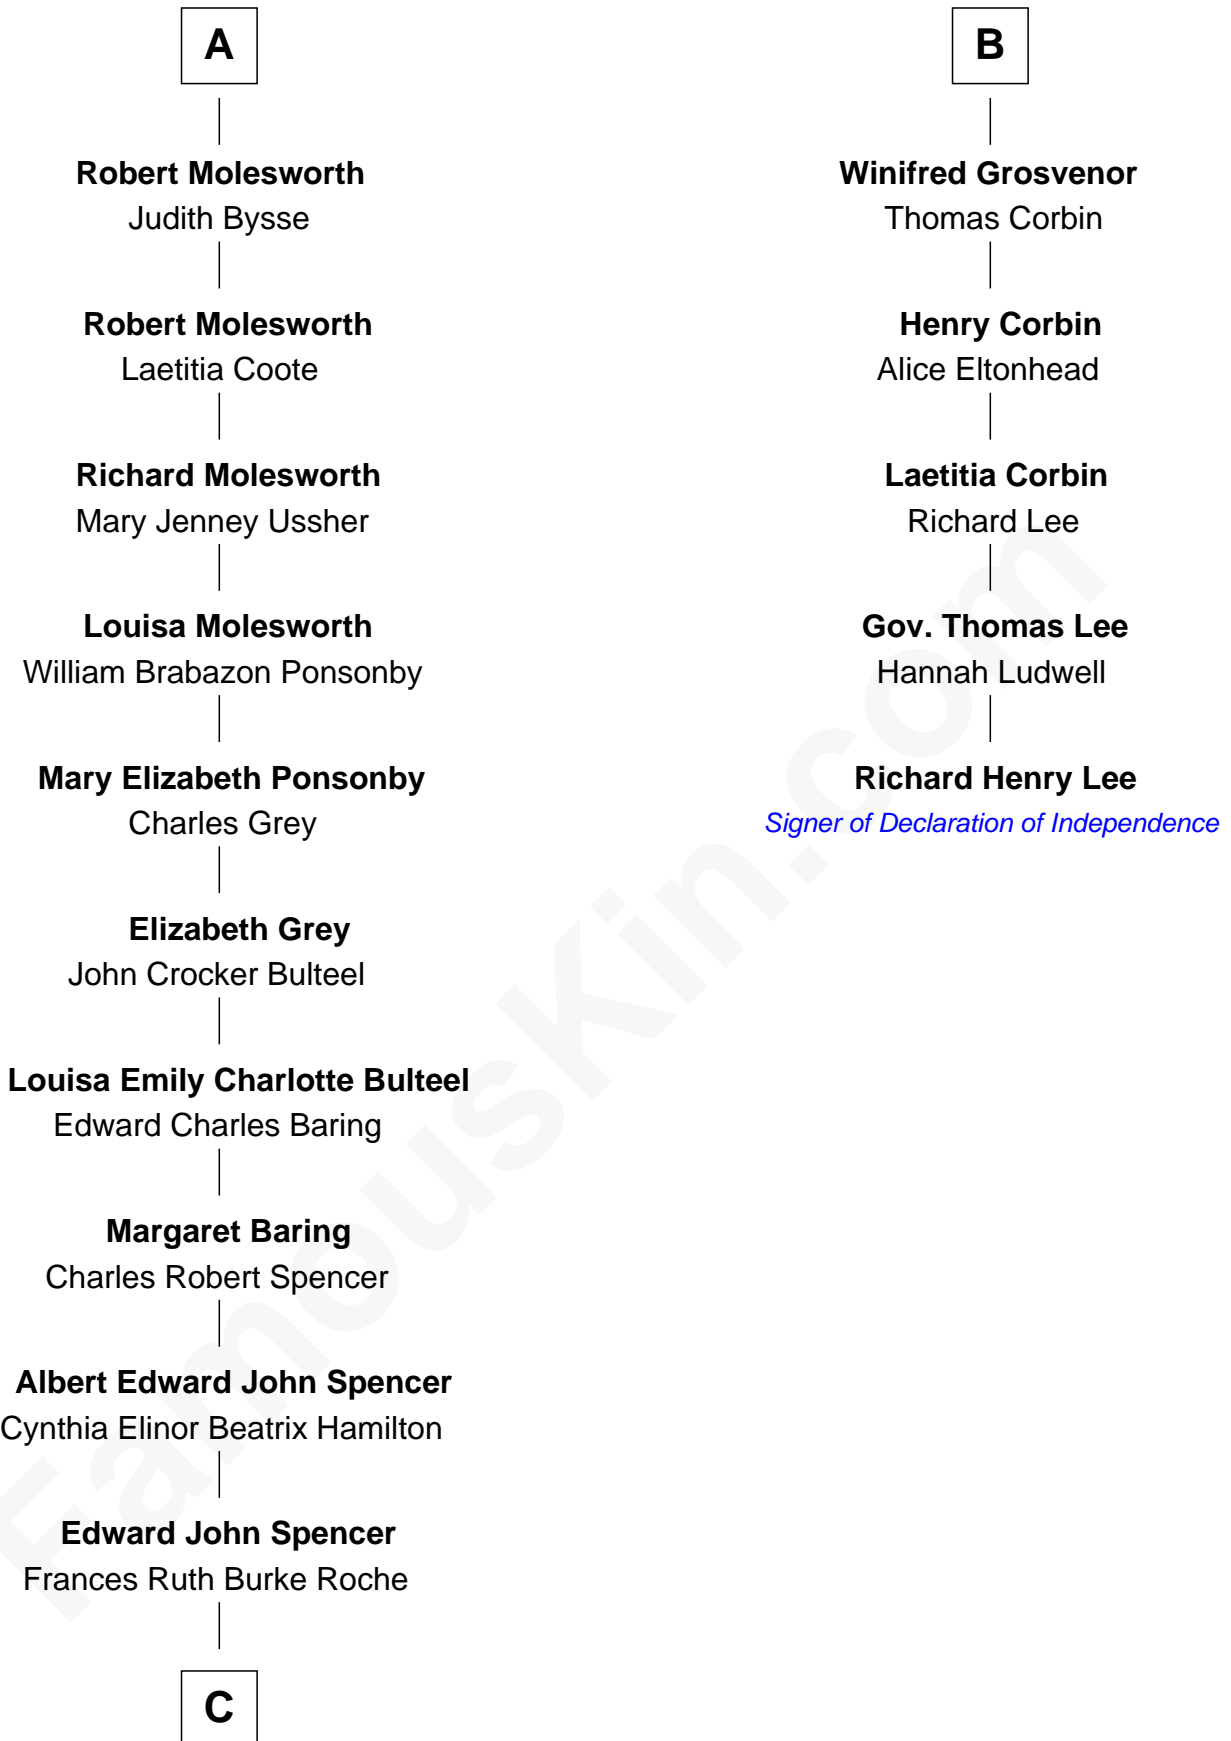 A
Robert Molesworth
Judith Bysse
Robert Molesworth
Laetitia Coote
Richard Molesworth
Mary Jenney Ussher
Louisa Molesworth
William Brabazon Ponsonby
Mary Elizabeth Ponsonby
Charles Grey
Elizabeth Grey
John Crocker Bulteel
Louisa Emily Charlotte Bulteel
Edward Charles Baring
Margaret Baring
Charles Robert Spencer
Albert Edward John Spencer
Cynthia Elinor Beatrix Hamilton
Edward John Spencer
Frances Ruth Burke Roche
C
B
Winifred Grosvenor
Thomas Corbin
Henry Corbin
Alice Eltonhead
Laetitia Corbin
Richard Lee
Gov. Thomas Lee
Hannah Ludwell
Richard Henry Lee
Signer of Declaration of Independence
FamousKin.com